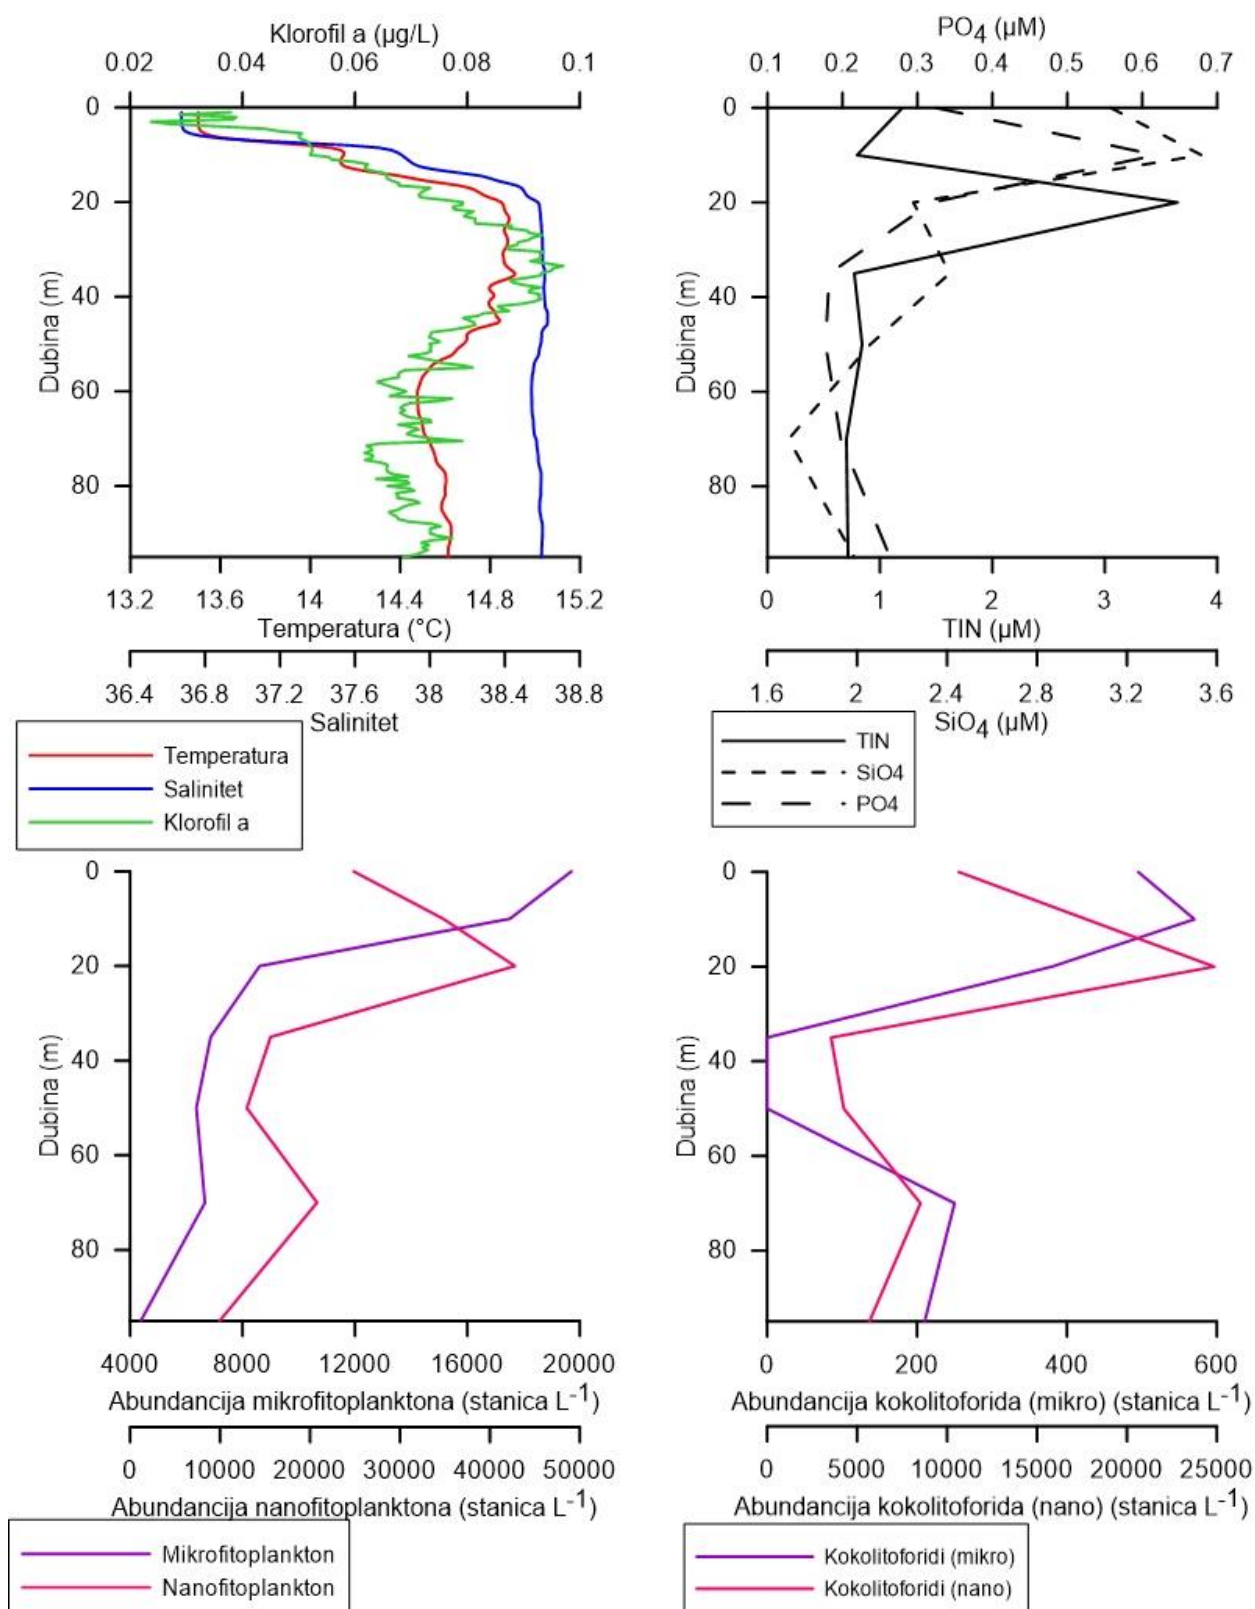 Klorofil a (µg/L)
0.02 0.04 0.06 0.08 0.1
0
20
40
60
80
Dubina (m)
13.2 13.6 14 14.4 14.8 15.2
Temperatura (°C)
36.4 36.8 37.2 37.6 38 38.4 38.8
Salinitet
Temperatura
Salinitet
Klorofil a
PO4 (µM)
0.1 0.2 0.3 0.4 0.5 0.6 0.7
0
20
40
60
80
Dubina (m)
0 1 2 3 4
TIN (µM)
1.6 2 2.4 2.8 3.2 3.6
SiO4 (µM)
TIN
SiO4
PO4
0
20
40
60
80
Dubina (m)
4000 8000 12000 16000 20000
Abundancija mikrofitoplanktona (stanica L-1)
0 10000 20000 30000 40000 50000
Abundancija nanofitoplanktona (stanica L-1)
Mikrofitoplankton
Nanofitoplankton
0
20
40
60
80
Dubina (m)
0 200 400 600
Abundancija kokolitoforida (mikro) (stanica L-1)
0 5000 10000 15000 20000 25000
Abundancija kokolitoforida (nano) (stanica L-1)
Kokolitoforidi (mikro)
Kokolitoforidi (nano)